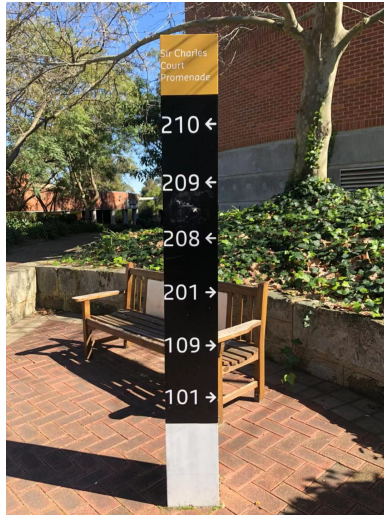 Sir Charles
Court
Promenade
210 ←
209 ←
208 ←
201 →
109 →
101 →